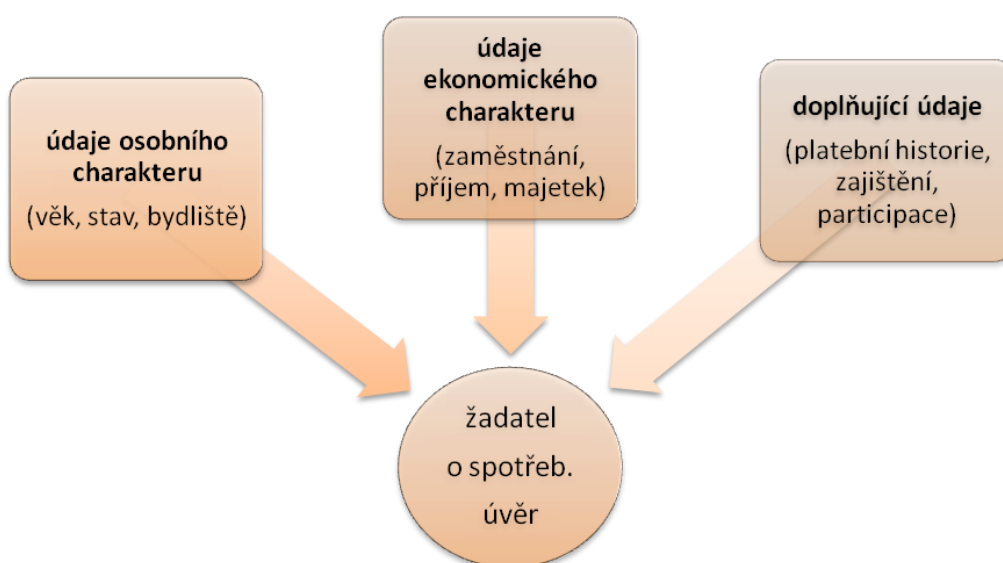 údaje osobního
charakteru
(věk, stav, bydliště)
údaje
ekonomického
charakteru
(zaměstnání,
příjem, majetek)
doplňující údaje
(platební historie,
zajištění,
participace)
žadatel
o spotřeb.
úvěr